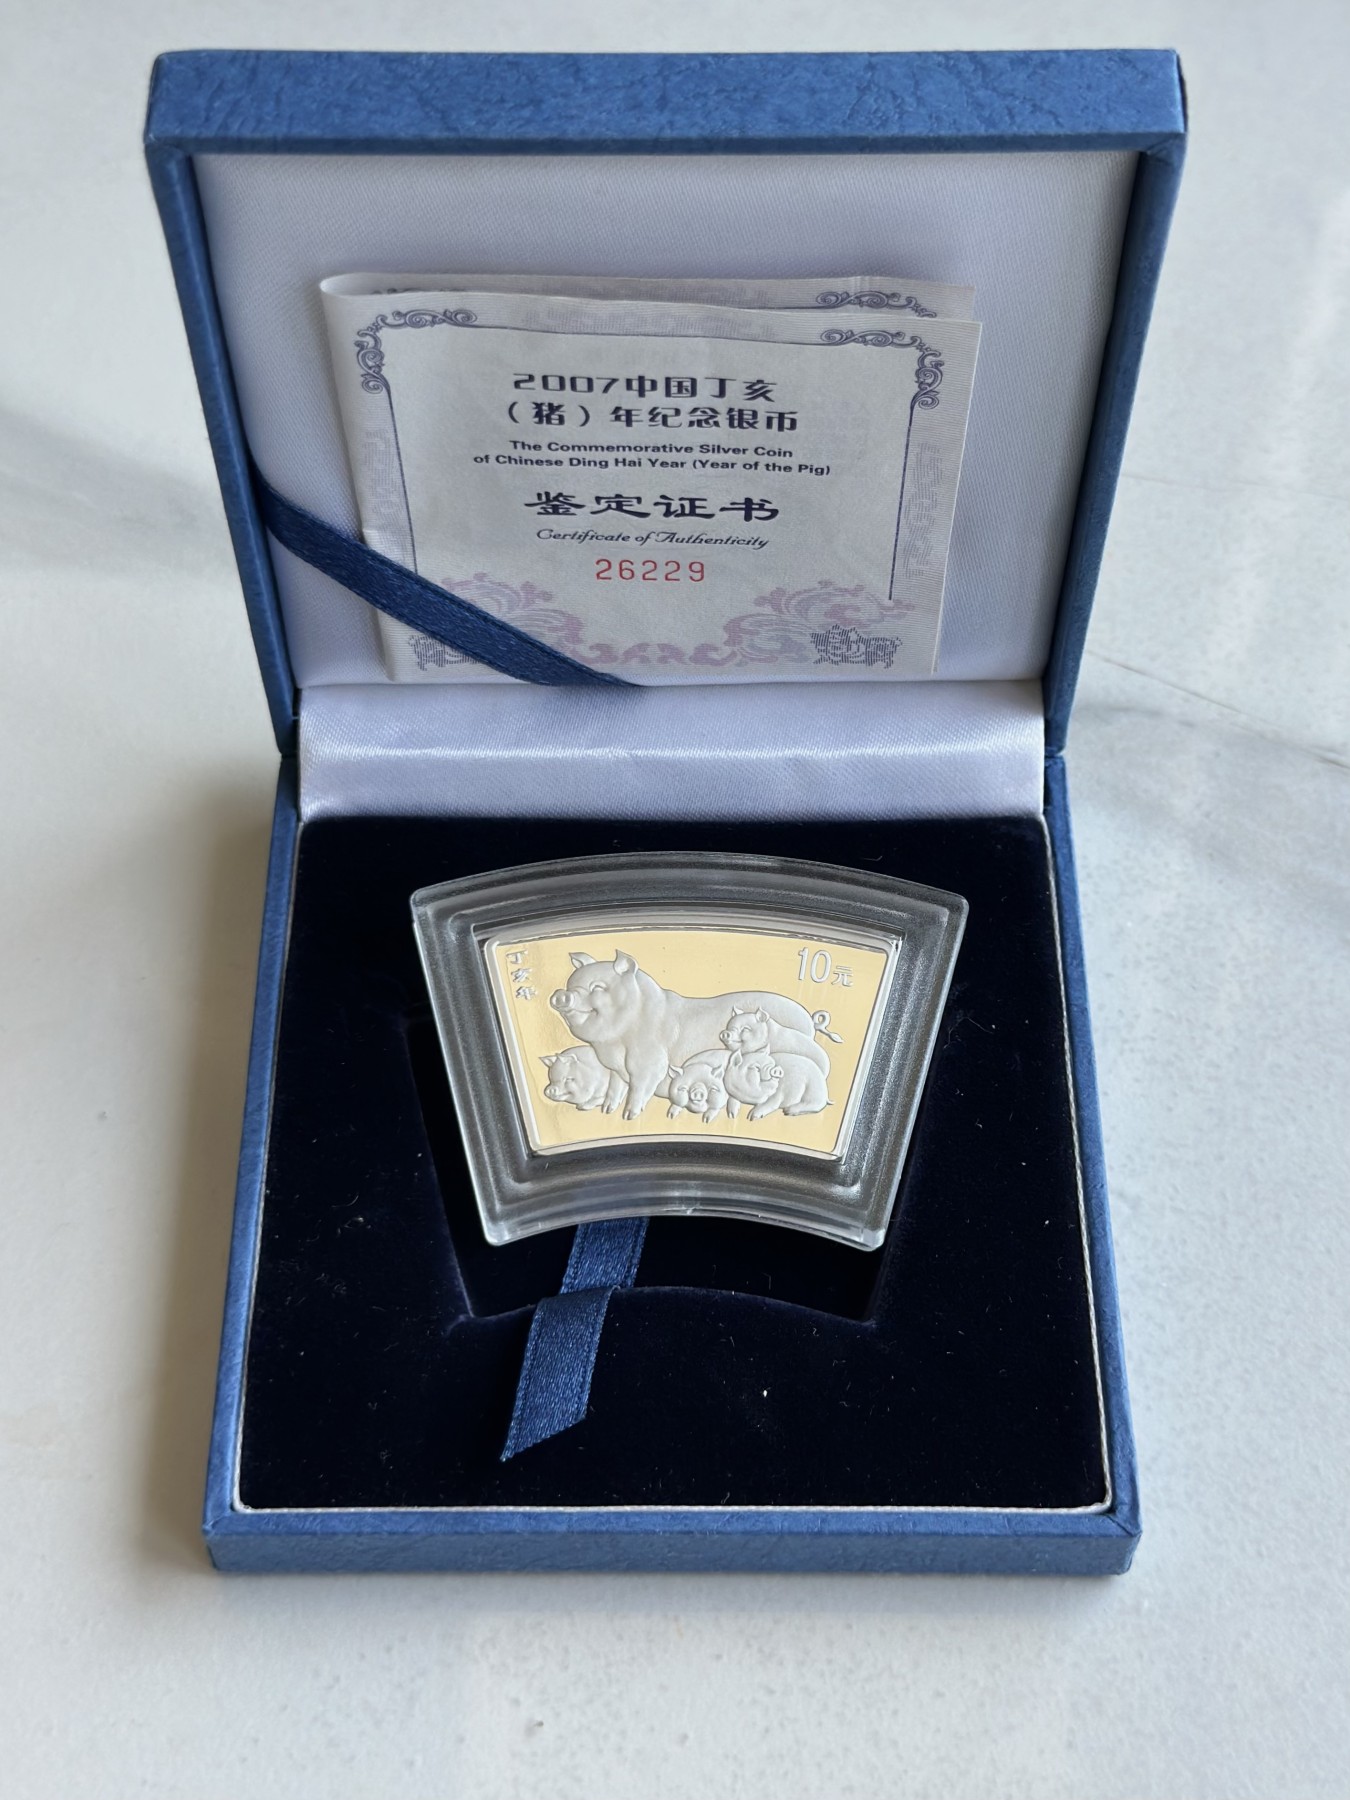 2007中国丁亥
（猪）年纪念银币
The Commemorative Silver Coin
of Chinese Ding Hai Year (Year of the Pig)
鉴定证书
Certificate of Authenticity
26229
丁亥年
10元